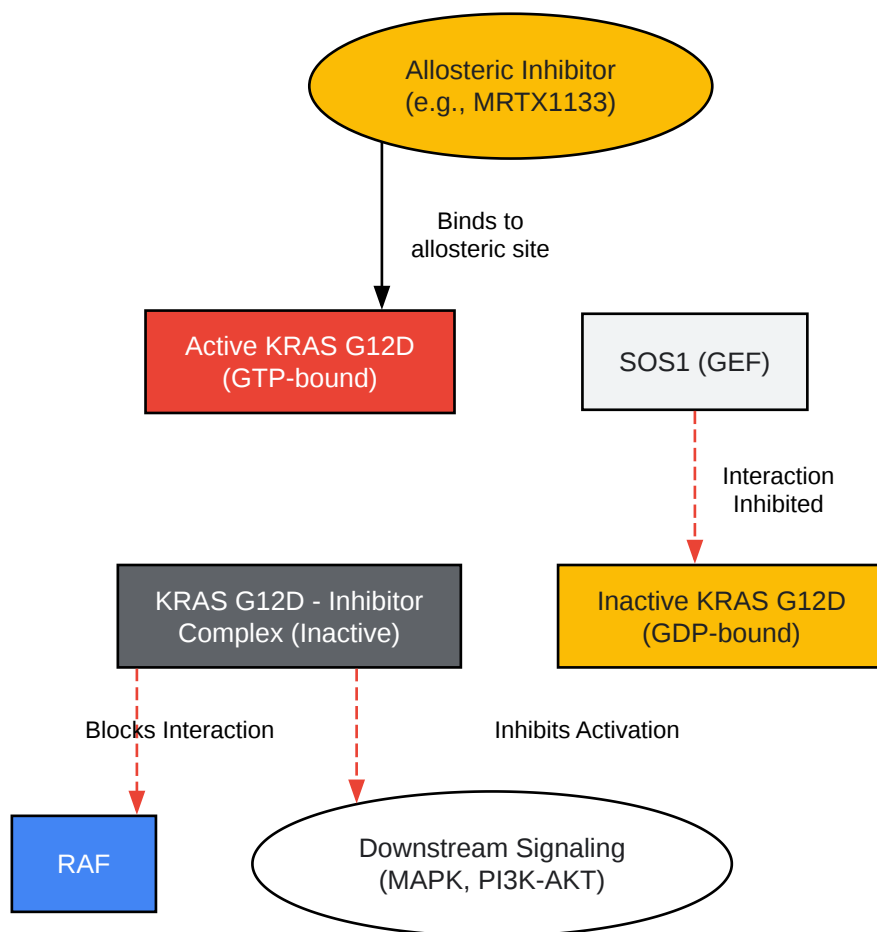 Allosteric Inhibitor
(e.g., MRTX1133)
Binds to
allosteric site
Active KRAS G12D
(GTP-bound)
SOS1 (GEF)
Interaction
Inhibited
KRAS G12D - Inhibitor
Complex (Inactive)
Inactive KRAS G12D
(GDP-bound)
Blocks Interaction
Inhibits Activation
RAF
Downstream Signaling
(MAPK, PI3K-AKT)